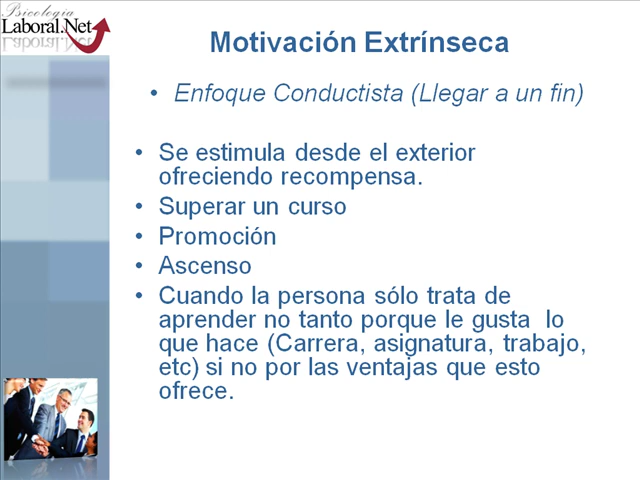 Psicología
Laboral.Net
Motivación Extrínseca
• Enfoque Conductista (Llegar a un fin)
• Se estimula desde el exterior
ofreciendo recompensa.
• Superar un curso
• Promoción
• Ascenso
• Cuando la persona sólo trata de
aprender no tanto porque le gusta  lo
que hace (Carrera, asignatura, trabajo,
etc) si no por las ventajas que esto
ofrece.